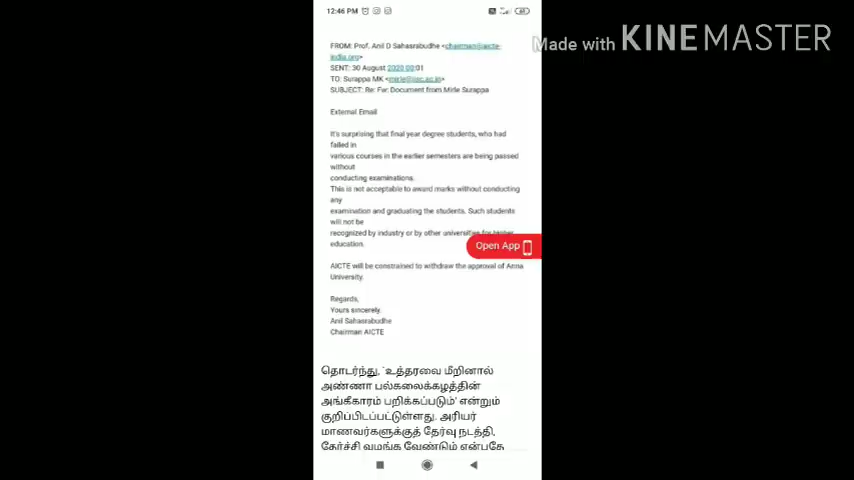 12:46 PM
Made with KINEMASTER
FROM: Prof. Anil D Sahasrabudhe <chairman@aicte-
india.org>
SENT: 30 August 2020 00:01
TO: Surappa MK <mirle@iisc.ac.in>
SUBJECT: Re: Fw: Document from Mirle Surappa
External Email
It's surprising that final year degree students, who had
failed in
various courses in the earlier semesters are being passed
without
conducting examinations.
This is not acceptable to award marks without conducting
any
examination and graduating the students. Such students
will not be
recognized by industry or by other universities for higher
education.
Open App
AICTE will be constrained to withdraw the approval of Anna
University.
Regards,
Yours sincerely,
Anil Sahasrabudhe
Chairman AICTE
தொடர்ந்து, `உத்தரவை மீறினால்
அண்ணா பல்கலைக்கழத்தின்
அங்கீகாரம் பறிக்கப்படும்' என்றும்
குறிப்பிடப்பட்டுள்ளது. அரியர்
மாணவர்களுக்குத் தேர்வு நடத்தி,
தேர்ச்சி வழங்க வேண்டும் என்பதே